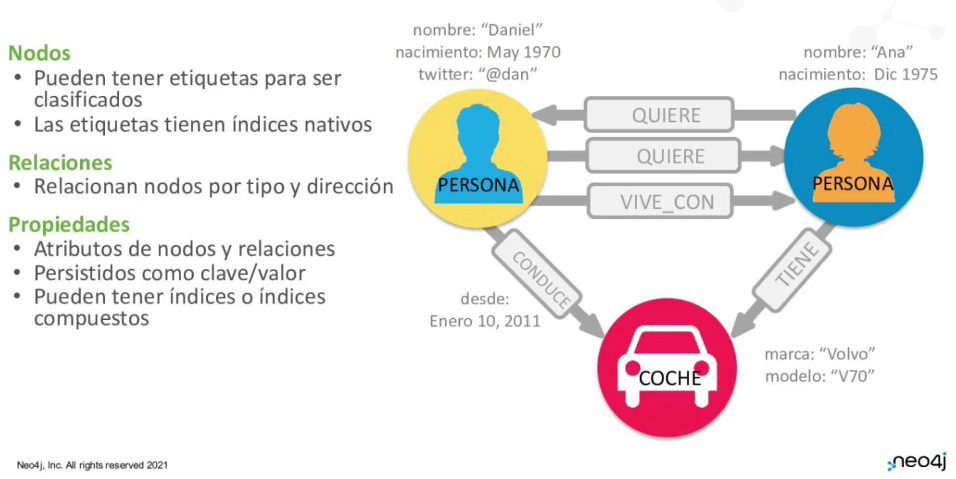 Nodos
• Pueden tener etiquetas para ser
clasificados
• Las etiquetas tienen índices nativos
Relaciones
• Relacionan nodos por tipo y dirección
Propiedades
• Atributos de nodos y relaciones
• Persistidos como clave/valor
• Pueden tener índices o índices
compuestos
nombre: “Daniel”
nacimiento: May 1970
twitter: “@dan”
nombre: “Ana”
nacimiento: Dic 1975
QUIERE
QUIERE
VIVE_CON
PERSONA
PERSONA
CONDUCE
TIENE
desde:
Enero 10, 2011
COCHE
marca: “Volvo”
modelo: “V70”
Neo4j, Inc. All rights reserved 2021
neo4j